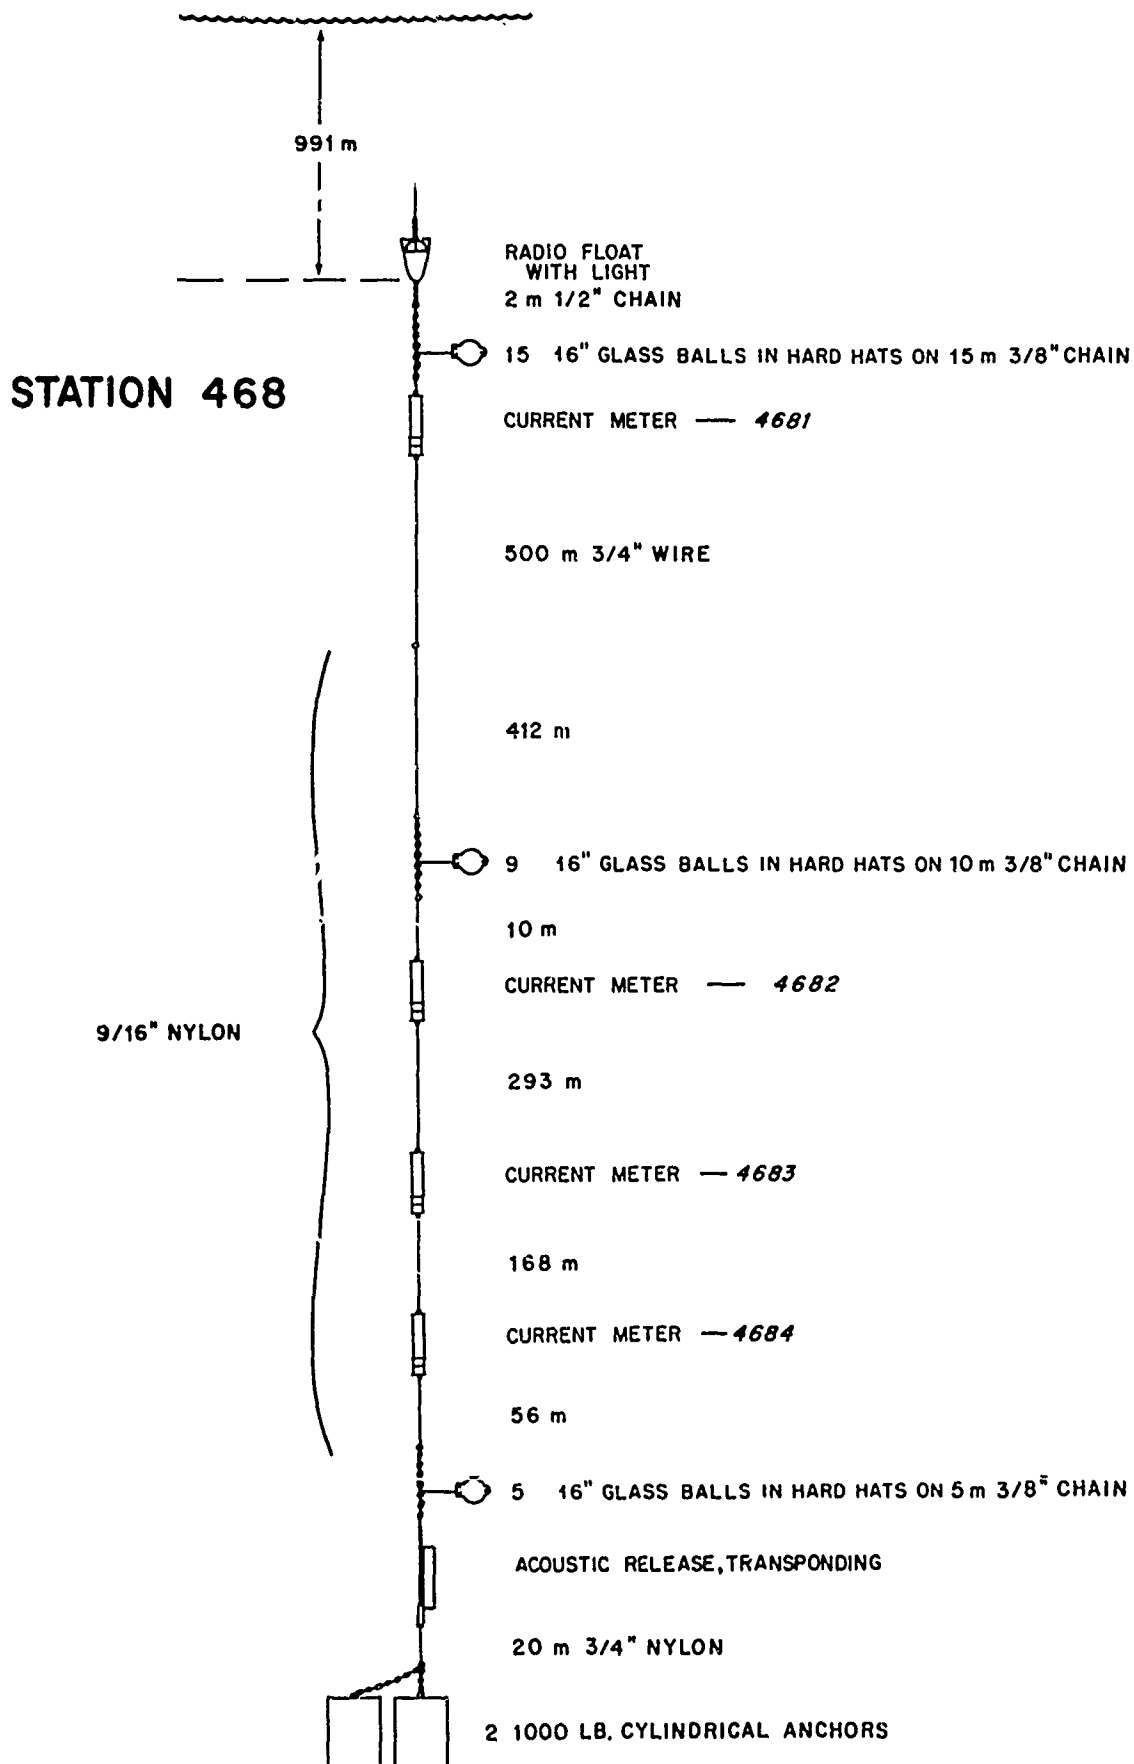 991 m
RADIO FLOAT
WITH LIGHT
2 m 1/2" CHAIN
15 16" GLASS BALLS IN HARD HATS ON 15 m 3/8" CHAIN
STATION 468
CURRENT METER — 4681
500 m 3/4" WIRE
412 m
9 16" GLASS BALLS IN HARD HATS ON 10 m 3/8" CHAIN
10 m
CURRENT METER — 4682
9/16" NYLON
293 m
CURRENT METER — 4683
168 m
CURRENT METER — 4684
56 m
5 16" GLASS BALLS IN HARD HATS ON 5 m 3/8" CHAIN
ACOUSTIC RELEASE, TRANSPONDING
20 m 3/4" NYLON
2 1000 LB. CYLINDRICAL ANCHORS